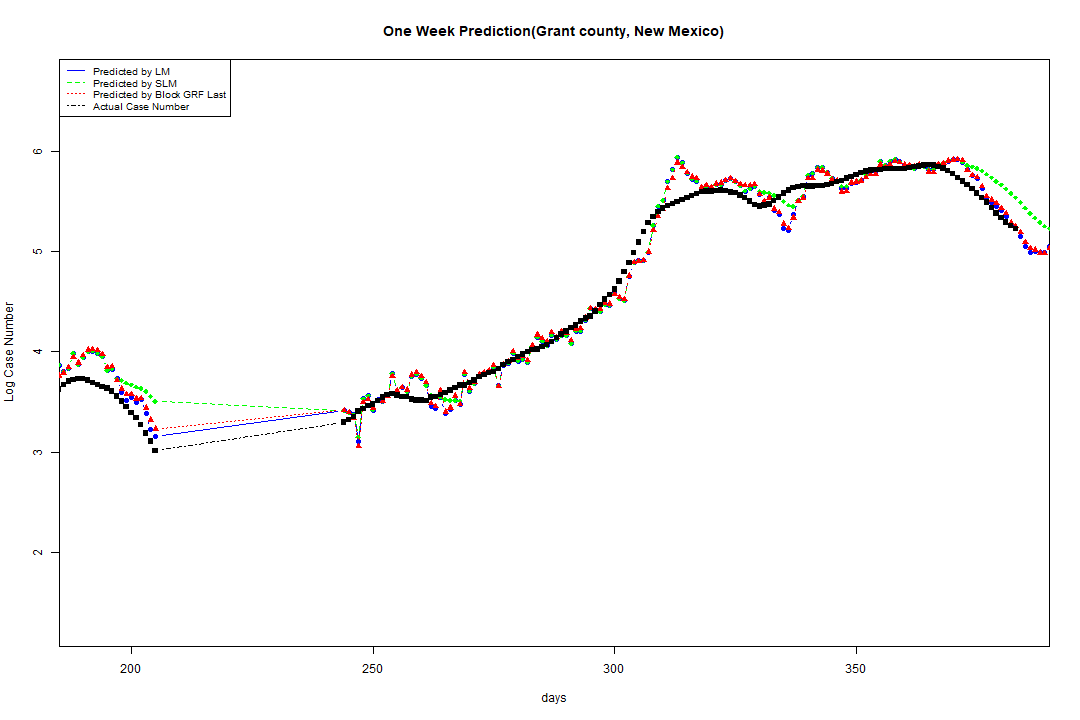 One Week Prediction(Grant county, New Mexico)
Predicted by LM
Predicted by SLM
Predicted by Block GRF Last
Actual Case Number
Log Case Number
6
5
4
3
2
200 250 300 350
days